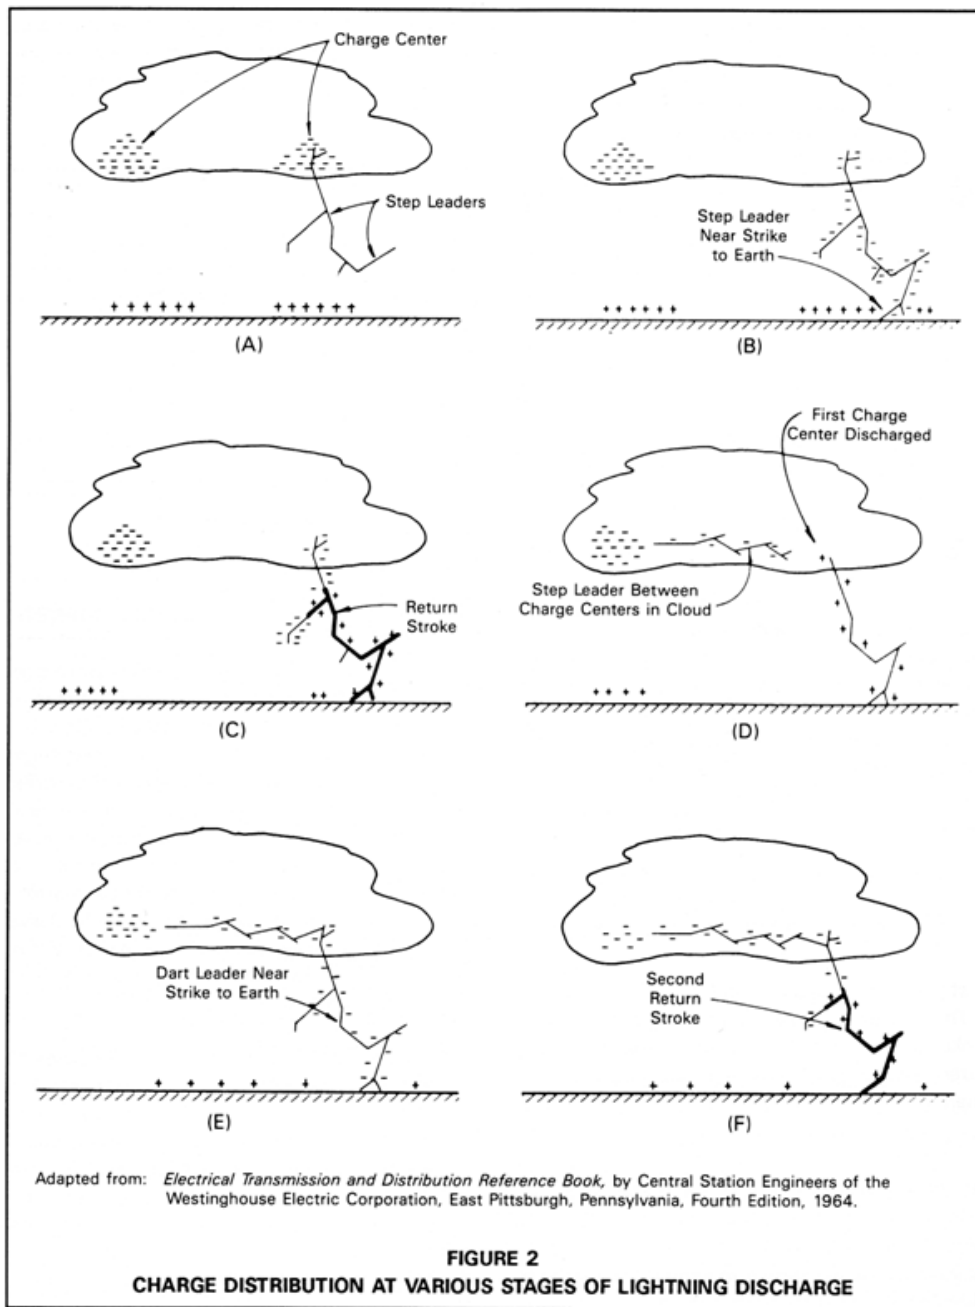 Charge Center
Step Leaders
(A)
Step Leader
Near Strike
to Earth
(B)
Return
Stroke
(C)
First Charge
Center Discharged
Step Leader Between
Charge Centers in Cloud
(D)
Dart Leader Near
Strike to Earth
(E)
Second
Return
Stroke
(F)
Adapted from: Electrical Transmission and Distribution Reference Book, by Central Station Engineers of the
Westinghouse Electric Corporation, East Pittsburgh, Pennsylvania, Fourth Edition, 1964.
FIGURE 2
CHARGE DISTRIBUTION AT VARIOUS STAGES OF LIGHTNING DISCHARGE